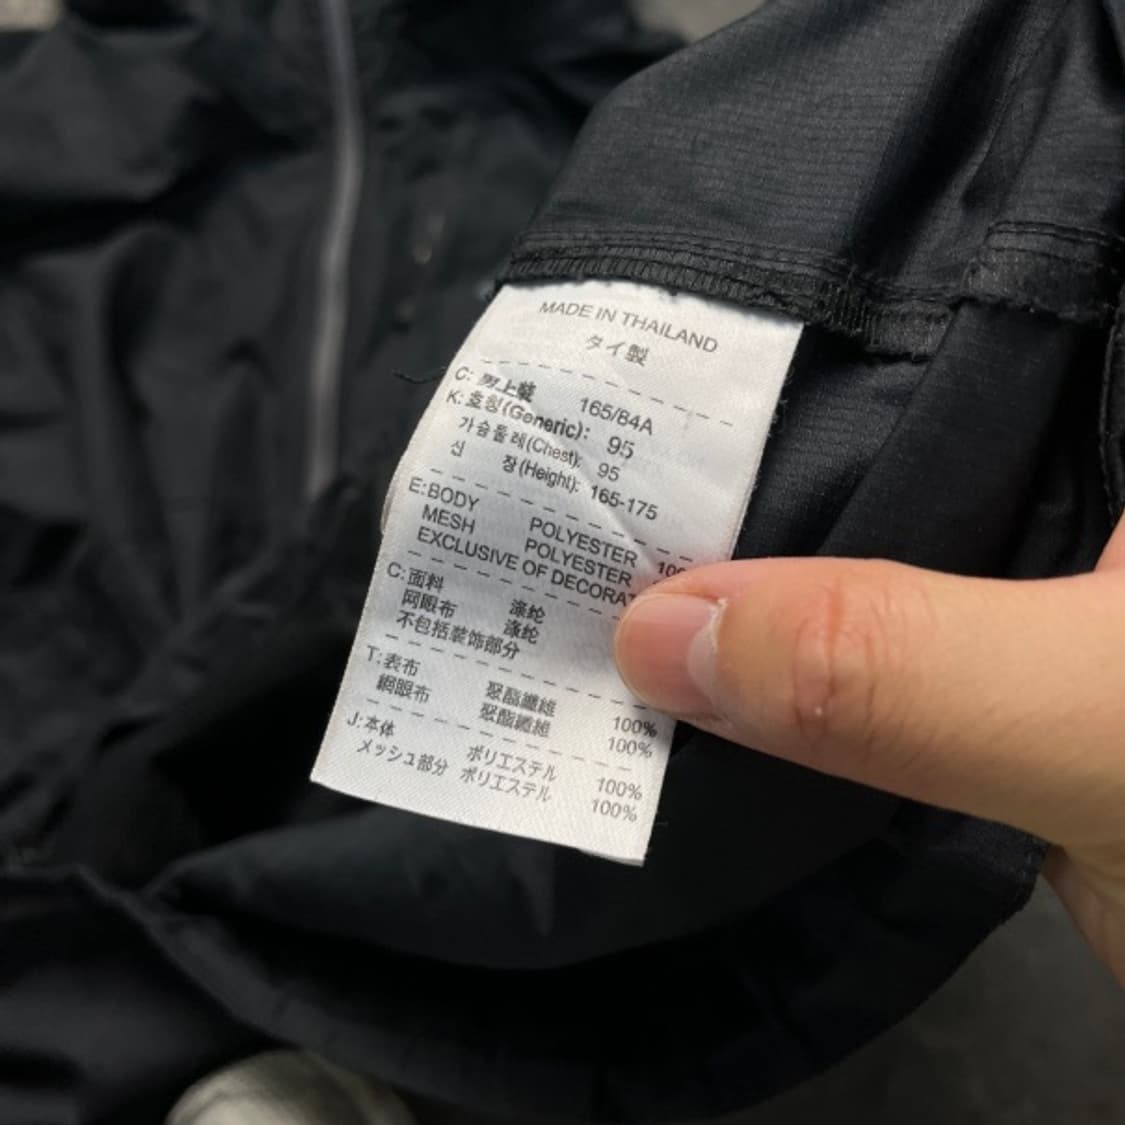 MADE IN THAILAND
タイ製
C: 男上裝 165/84A
K: 호칭(Generic): 95
가슴둘레(Chest): 95
신 장(Height): 165-175
E:BODY POLYESTER
MESH POLYESTER
EXCLUSIVE OF
C:面料 涤纶
网眼布 涤纶
不包括装饰部分
T:表布 聚酯纖維 100%
網眼布 聚酯纖維 100%
J:本体 ポリエステル 100%
メッシュ部分 ポリエステル 100%